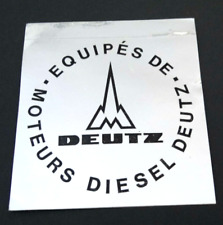 • EQUIPÉS DE •
DEUTZ
MOTEURS DIESEL DEUTZ